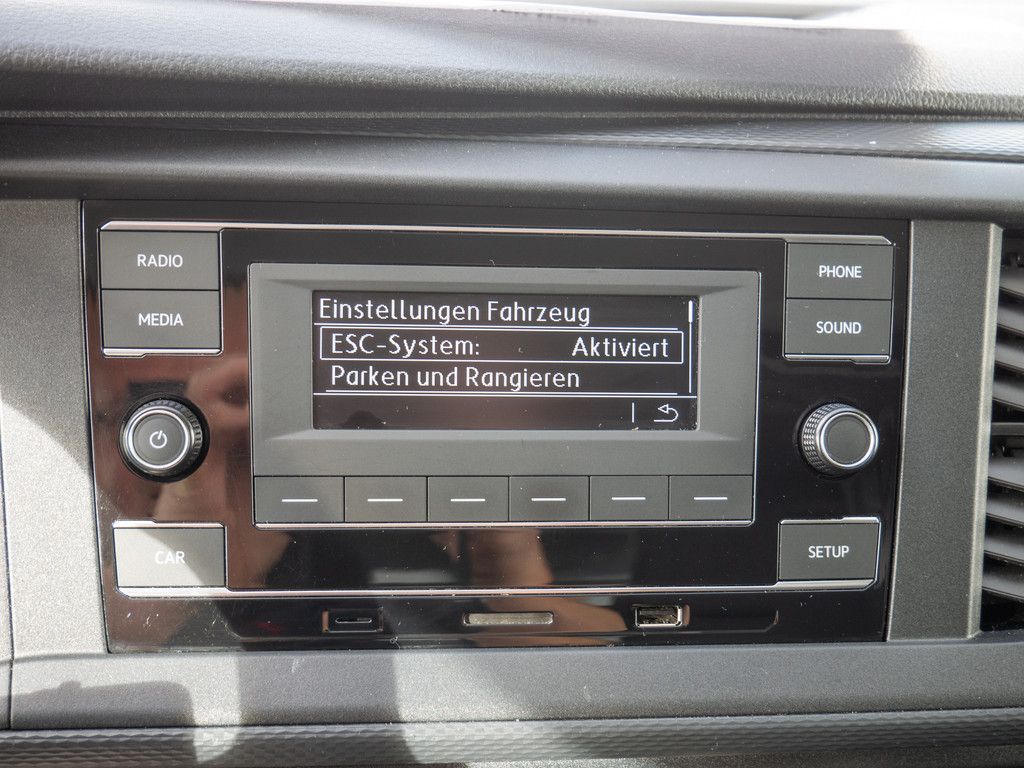 RADIO
MEDIA
PHONE
SOUND
Einstellungen Fahrzeug
ESC-System: Aktiviert
Parken und Rangieren
CAR
SETUP